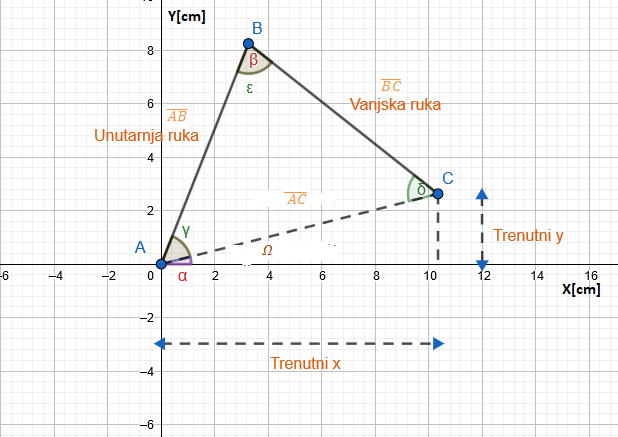 10
Y[cm]
B
8
β
ε
BC
Vanjska ruka
6
AB
Unutarnja ruka
4
C
δ
AC
2
γ
Trenutni y
A
Ω
α
-6 -4 -2 0 2 4 6 8 10 12 14 16
X[cm]
–2
Trenutni x
–4
–6